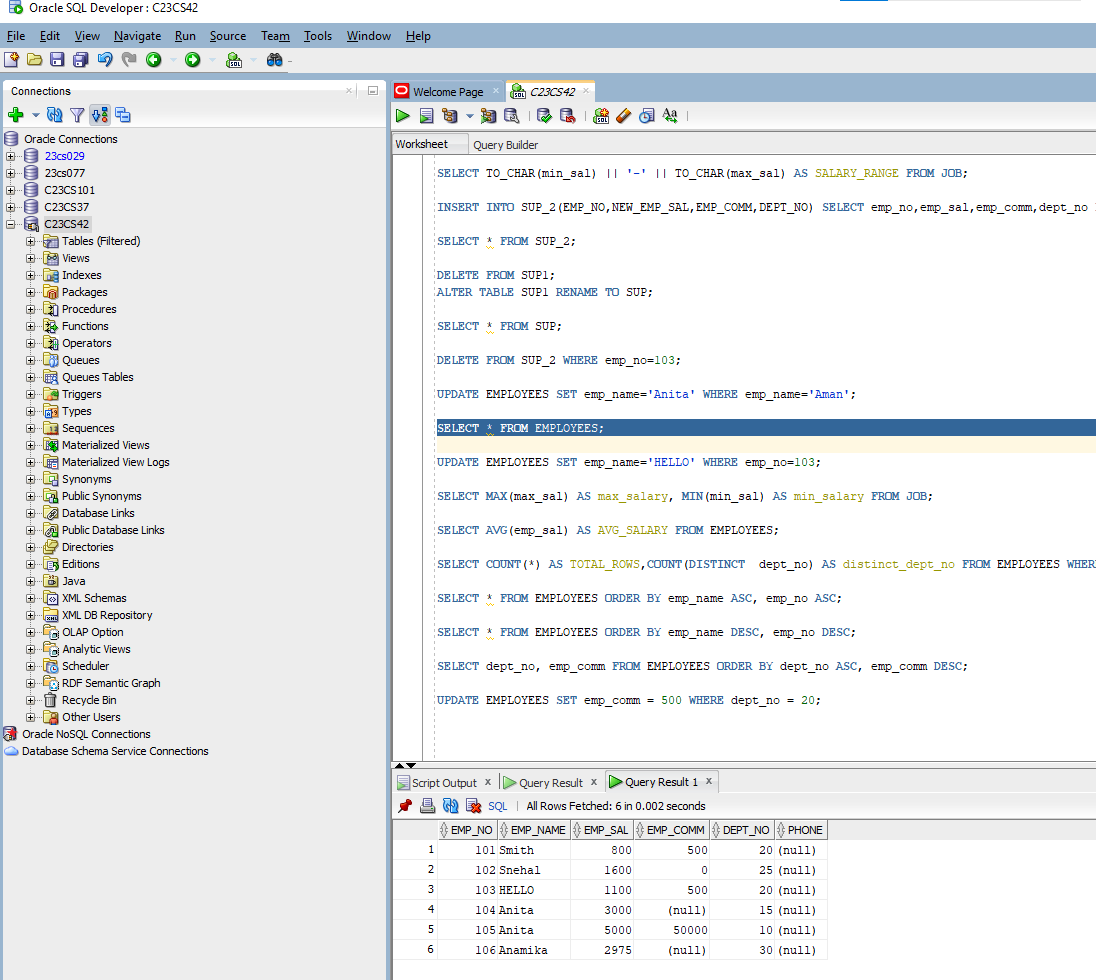 Oracle SQL Developer : C23CS42
File Edit View Navigate Run Source Team Tools Window Help
Connections
Oracle Connections
23cs029
23cs077
C23CS101
C23CS37
C23CS42
Tables (Filtered)
Views
Indexes
Packages
Procedures
Functions
Operators
Queues
Queues Tables
Triggers
Types
Sequences
Materialized Views
Materialized View Logs
Synonyms
Public Synonyms
Database Links
Public Database Links
Directories
Editions
Java
XML Schemas
XML DB Repository
OLAP Option
Analytic Views
Scheduler
RDF Semantic Graph
Recycle Bin
Other Users
Oracle NoSQL Connections
Database Schema Service Connections
Welcome Page C23CS42
Worksheet Query Builder
SELECT TO_CHAR(min_sal) || '-' || TO_CHAR(max_sal) AS SALARY_RANGE FROM JOB;
INSERT INTO SUP_2(EMP_NO,NEW_EMP_SAL,EMP_COMM,DEPT_NO) SELECT emp_no,emp_sal,emp_comm,dept_no
SELECT * FROM SUP_2;
DELETE FROM SUP1;
ALTER TABLE SUP1 RENAME TO SUP;
SELECT * FROM SUP;
DELETE FROM SUP_2 WHERE emp_no=103;
UPDATE EMPLOYEES SET emp_name='Anita' WHERE emp_name='Aman';
SELECT * FROM EMPLOYEES;
UPDATE EMPLOYEES SET emp_name='HELLO' WHERE emp_no=103;
SELECT MAX(max_sal) AS max_salary, MIN(min_sal) AS min_salary FROM JOB;
SELECT AVG(emp_sal) AS AVG_SALARY FROM EMPLOYEES;
SELECT COUNT(*) AS TOTAL_ROWS,COUNT(DISTINCT  dept_no) AS distinct_dept_no FROM EMPLOYEES WHERE
SELECT * FROM EMPLOYEES ORDER BY emp_name ASC, emp_no ASC;
SELECT * FROM EMPLOYEES ORDER BY emp_name DESC, emp_no DESC;
SELECT dept_no, emp_comm FROM EMPLOYEES ORDER BY dept_no ASC, emp_comm DESC;
UPDATE EMPLOYEES SET emp_comm = 500 WHERE dept_no = 20;
Script Output Query Result Query Result 1
SQL All Rows Fetched: 6 in 0.002 seconds
EMP_NO EMP_NAME EMP_SAL EMP_COMM DEPT_NO PHONE
1 101 Smith 800 500 20 (null)
2 102 Snehal 1600 0 25 (null)
3 103 HELLO 1100 500 20 (null)
4 104 Anita 3000 (null) 15 (null)
5 105 Anita 5000 50000 10 (null)
6 106 Anamika 2975 (null) 30 (null)